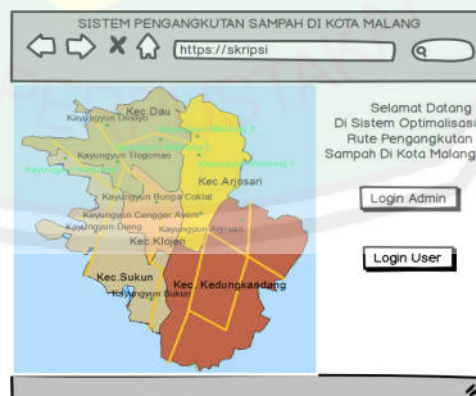 SISTEM PENGANGKUTAN SAMPAH DI KOTA MALANG
https://skripsi
Selamat Datang
Di Sistem Optimalisasi
Rute Pengangkutan
Sampah Di Kota Malang
Login Admin
Login User
Kec.Dau
Kayungyun Dinoyo
Kayungyun Tlogomas
Kec.Arjosari
Kayungyun Bunga Coklat
Kayungyun Cengger Ayem
Kayungyun Dieng
Kayungyun Arjosari
Kec.Klojen
Kec.Sukun
Kec. Kedungkandang
Kayungyun Sukun